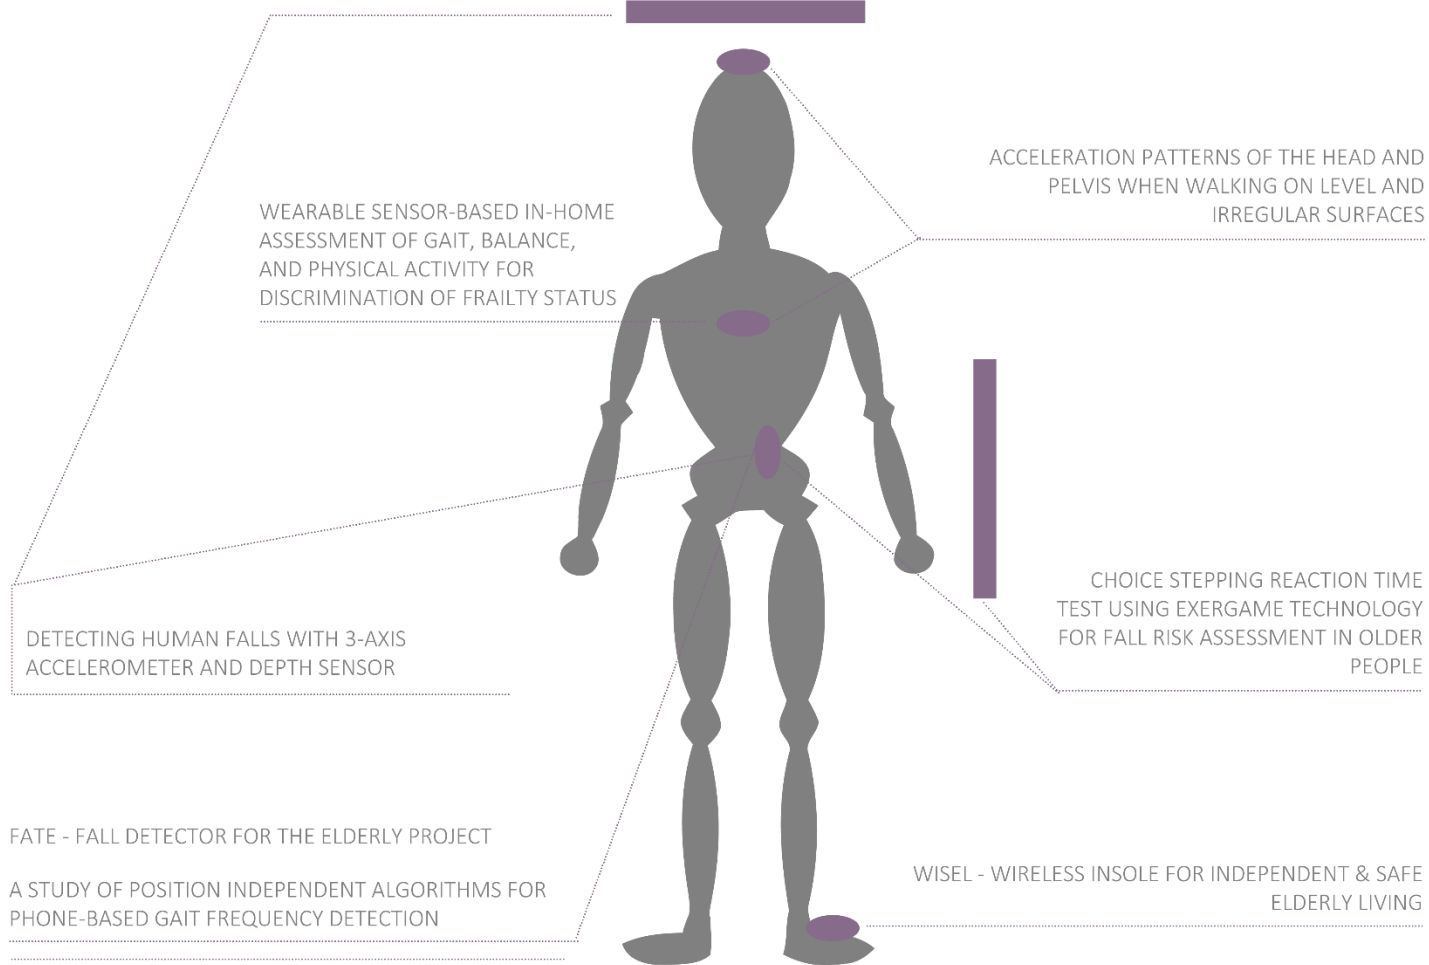 ACCELERATION PATTERNS OF THE HEAD AND
PELVIS WHEN WALKING ON LEVEL AND
IRREGULAR SURFACES
WEARABLE SENSOR-BASED IN-HOME
ASSESSMENT OF GAIT, BALANCE,
AND PHYSICAL ACTIVITY FOR
DISCRIMINATION OF FRAILTY STATUS
CHOICE STEPPING REACTION TIME
TEST USING EXERGAME TECHNOLOGY
FOR FALL RISK ASSESSMENT IN OLDER
PEOPLE
DETECTING HUMAN FALLS WITH 3-AXIS
ACCELEROMETER AND DEPTH SENSOR
FATE - FALL DETECTOR FOR THE ELDERLY PROJECT
A STUDY OF POSITION INDEPENDENT ALGORITHMS FOR
PHONE-BASED GAIT FREQUENCY DETECTION
WISEL - WIRELESS INSOLE FOR INDEPENDENT & SAFE
ELDERLY LIVING